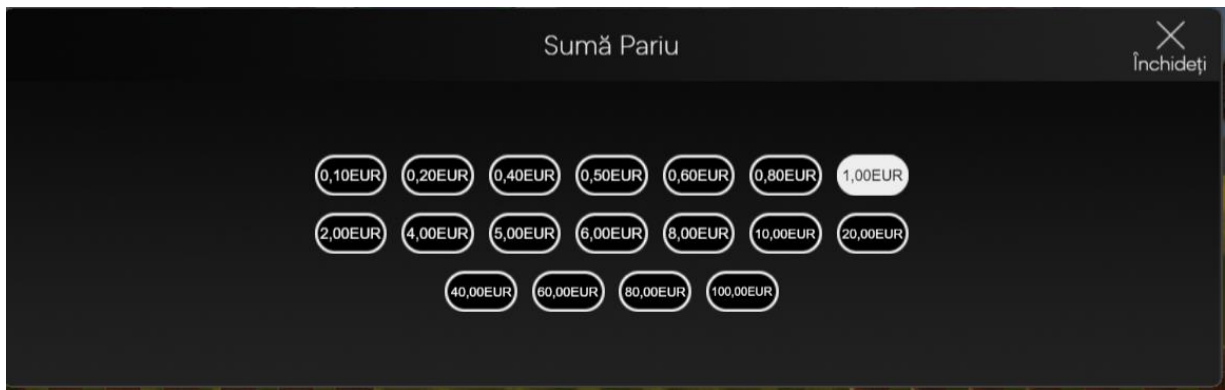 Sumă Pariu
Închideți
0,10EUR 0,20EUR 0,40EUR 0,50EUR 0,60EUR 0,80EUR 1,00EUR
2,00EUR 4,00EUR 5,00EUR 6,00EUR 8,00EUR 10,00EUR 20,00EUR
40,00EUR 60,00EUR 80,00EUR 100,00EUR